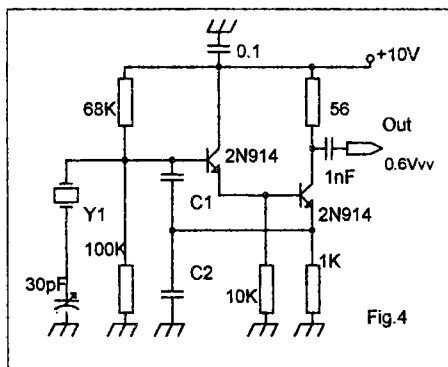 0.1
+10V
68K
56
Out
2N914
1nF
0.6Vvv
Y1
C1
2N914
100K
C2
1K
30pF
10K
Fig.4